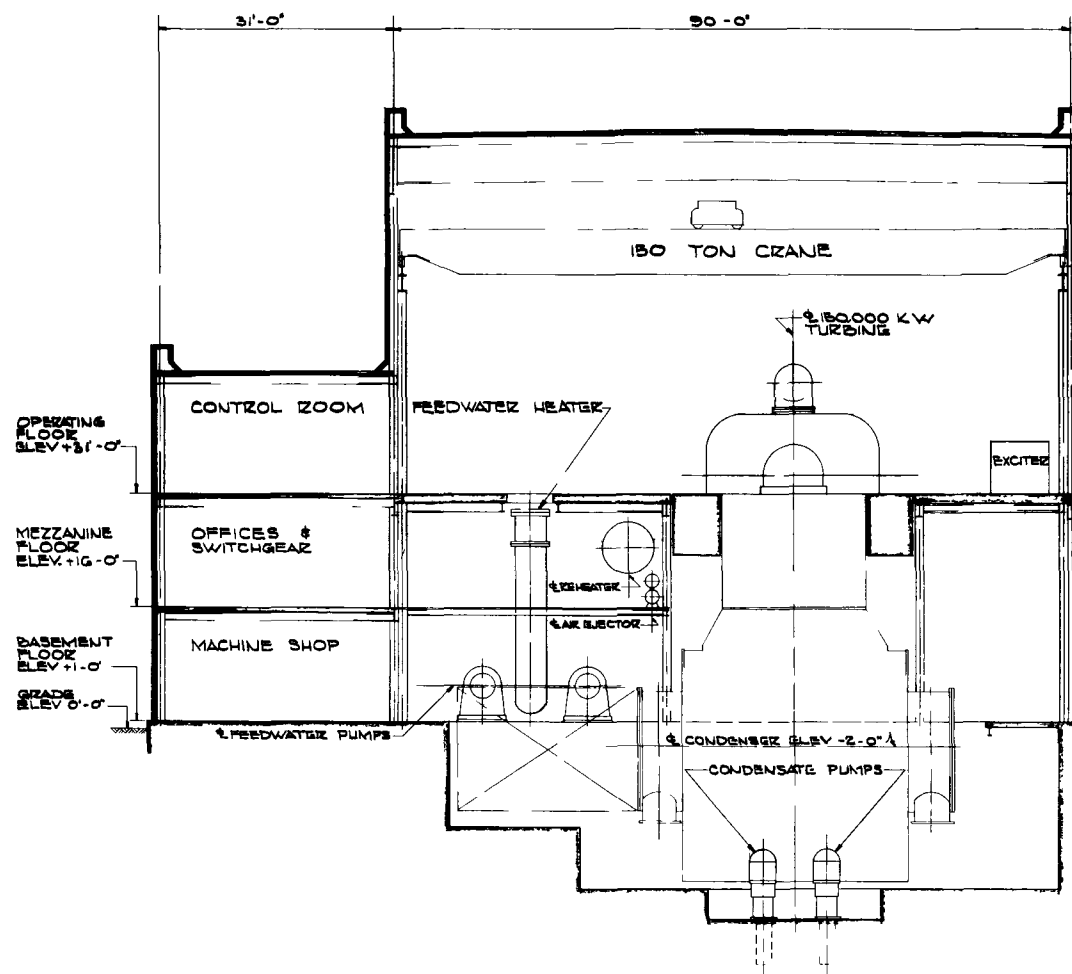 31'-0"
90'-0"
150 TON CRANE
℄ 150,000 KW
TURBINE
CONTROL ROOM
FEEDWATER HEATER
OPERATING
FLOOR
ELEV +31'-0"
EXCITER
MEZZANINE
FLOOR
ELEV. +16'-0"
OFFICES &
SWITCHGEAR
℄ REHEATER
℄ AIR EJECTOR
BASEMENT
FLOOR
ELEV +1'-0"
MACHINE SHOP
GRADE
ELEV 0'-0"
℄ FEEDWATER PUMPS
℄ CONDENSER ELEV -2'-0"
CONDENSATE PUMPS